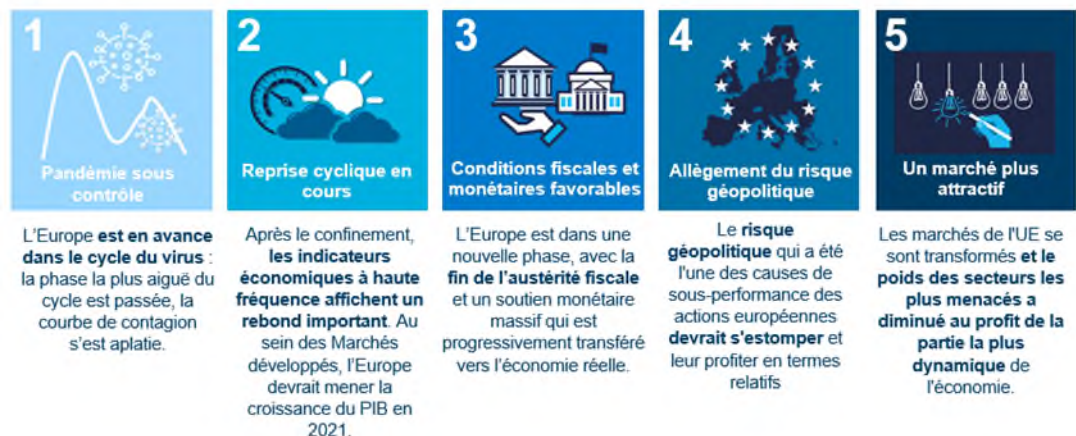 1
Pandémie sous
contrôle
L'Europe est en avance
dans le cycle du virus :
la phase la plus aiguë du
cycle est passée, la
courbe de contagion
s'est aplatie.
2
Reprise cyclique en
cours
Après le confinement,
les indicateurs
économiques à haute
fréquence affichent un
rebond important. Au
sein des Marchés
développés, l'Europe
devrait mener la
croissance du PIB en
2021.
3
Conditions fiscales et
monétaires favorables
L'Europe est dans une
nouvelle phase, avec la
fin de l'austérité fiscale
et un soutien monétaire
massif qui est
progressivement transféré
vers l'économie réelle.
4
Allègement du risque
géopolitique
Le risque
géopolitique qui a été
l'une des causes de
sous-performance des
actions européennes
devrait s'estomper et
leur profiter en termes
relatifs
5
Un marché plus
attractif
Les marchés de l'UE se
sont transformés et le
poids des secteurs les
plus menacés a
diminué au profit de la
partie la plus
dynamique de
l'économie.